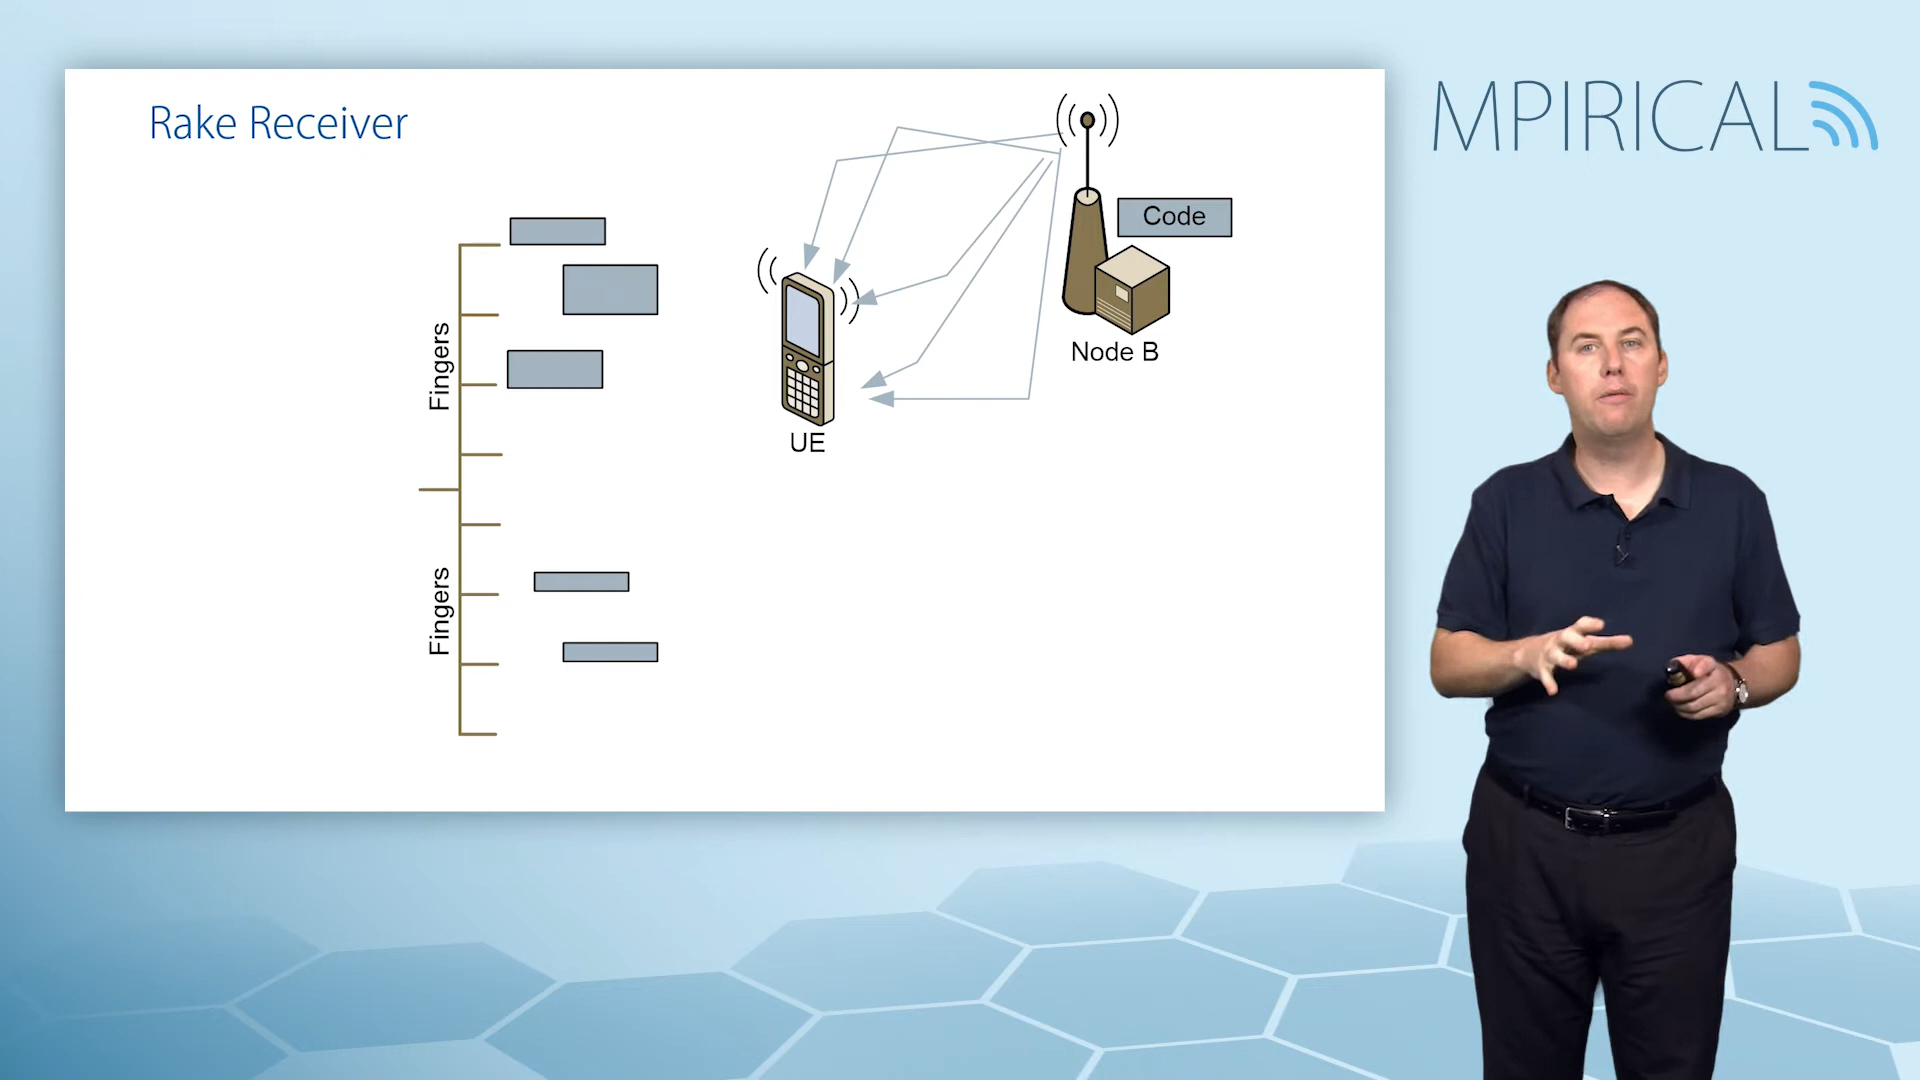 Rake Receiver
MPIRICAL
Code
Fingers
Node B
UE
Fingers